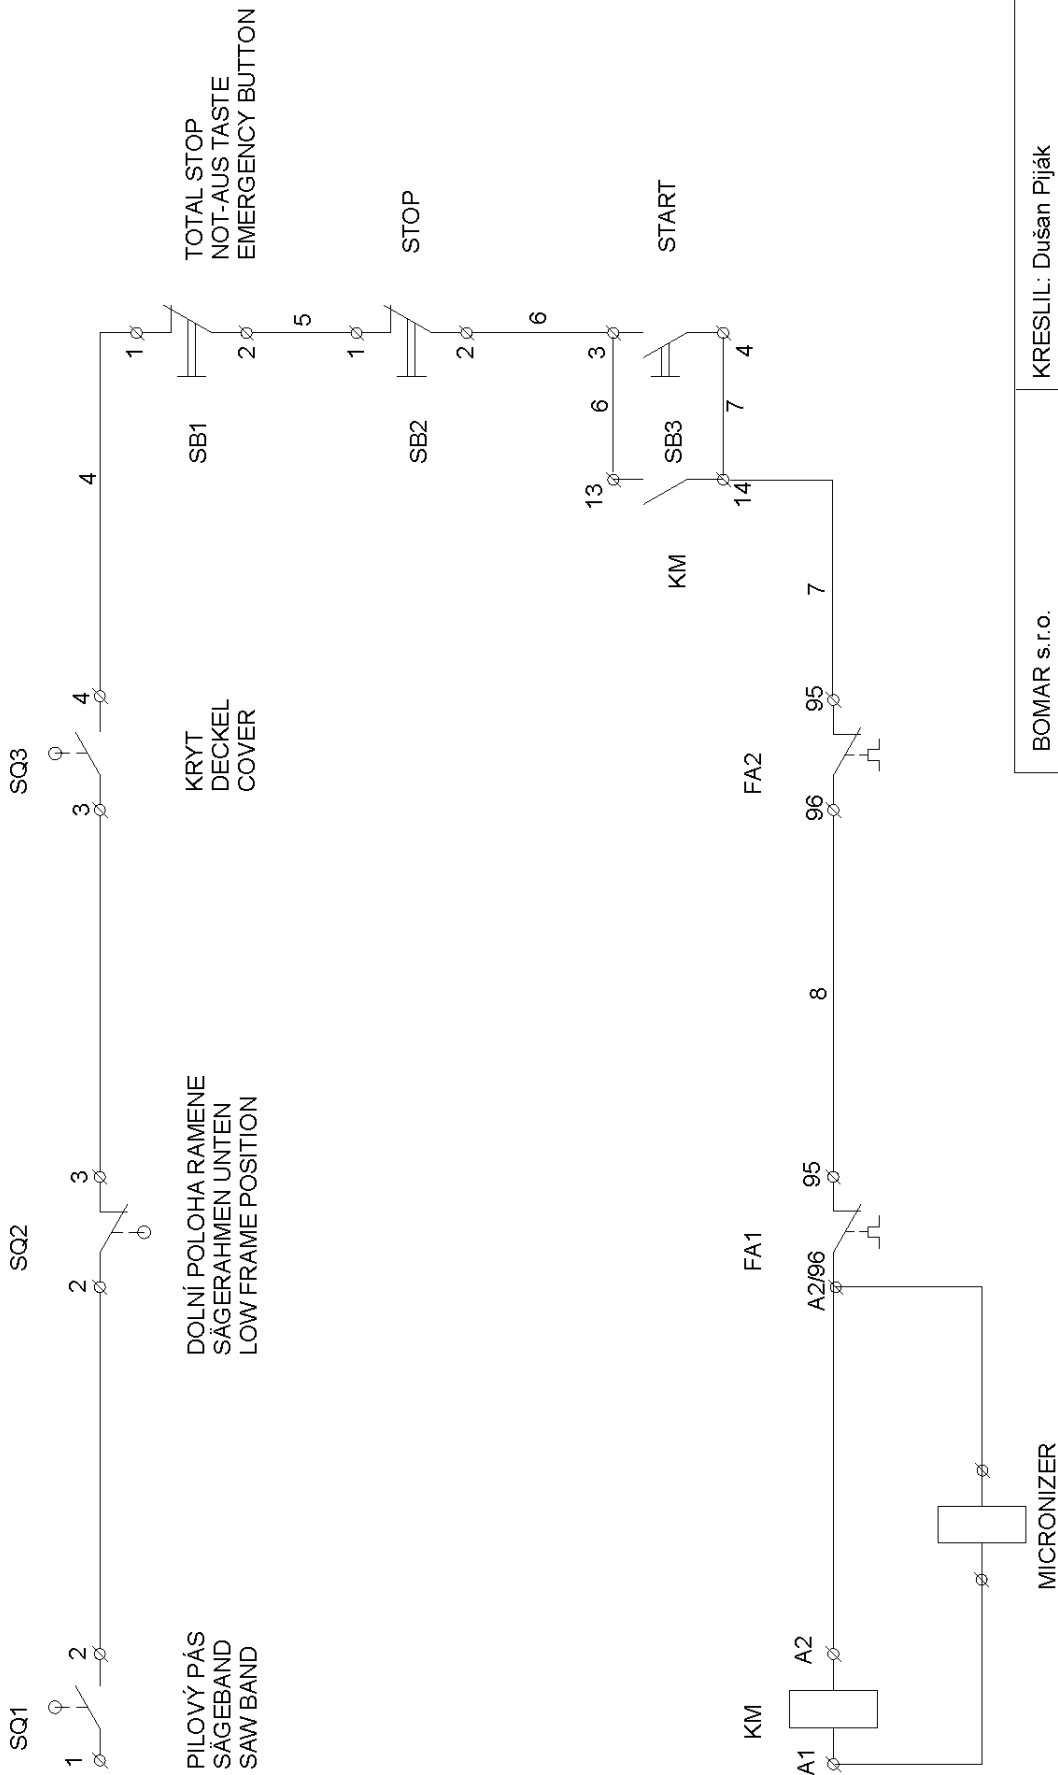 SQ1
1
2
PILOVÝ PÁS
SÄGEBAND
SAW BAND
SQ2
2
3
DOLNÍ POLOHA RAMENE
SÄGERAHMEN UNTEN
LOW FRAME POSITION
SQ3
3
4
KRYT
DECKEL
COVER
4
1
2
SB1
TOTAL STOP
NOT-AUS TASTE
EMERGENCY BUTTON
5
1
2
SB2
STOP
6
3
6
13
4
7
14
SB3
START
KM
7
95
96
FA2
8
95
A2/96
FA1
KM
A1
A2
MICRONIZER
BOMAR s.r.o.
KRESLIL: Dušan Piják